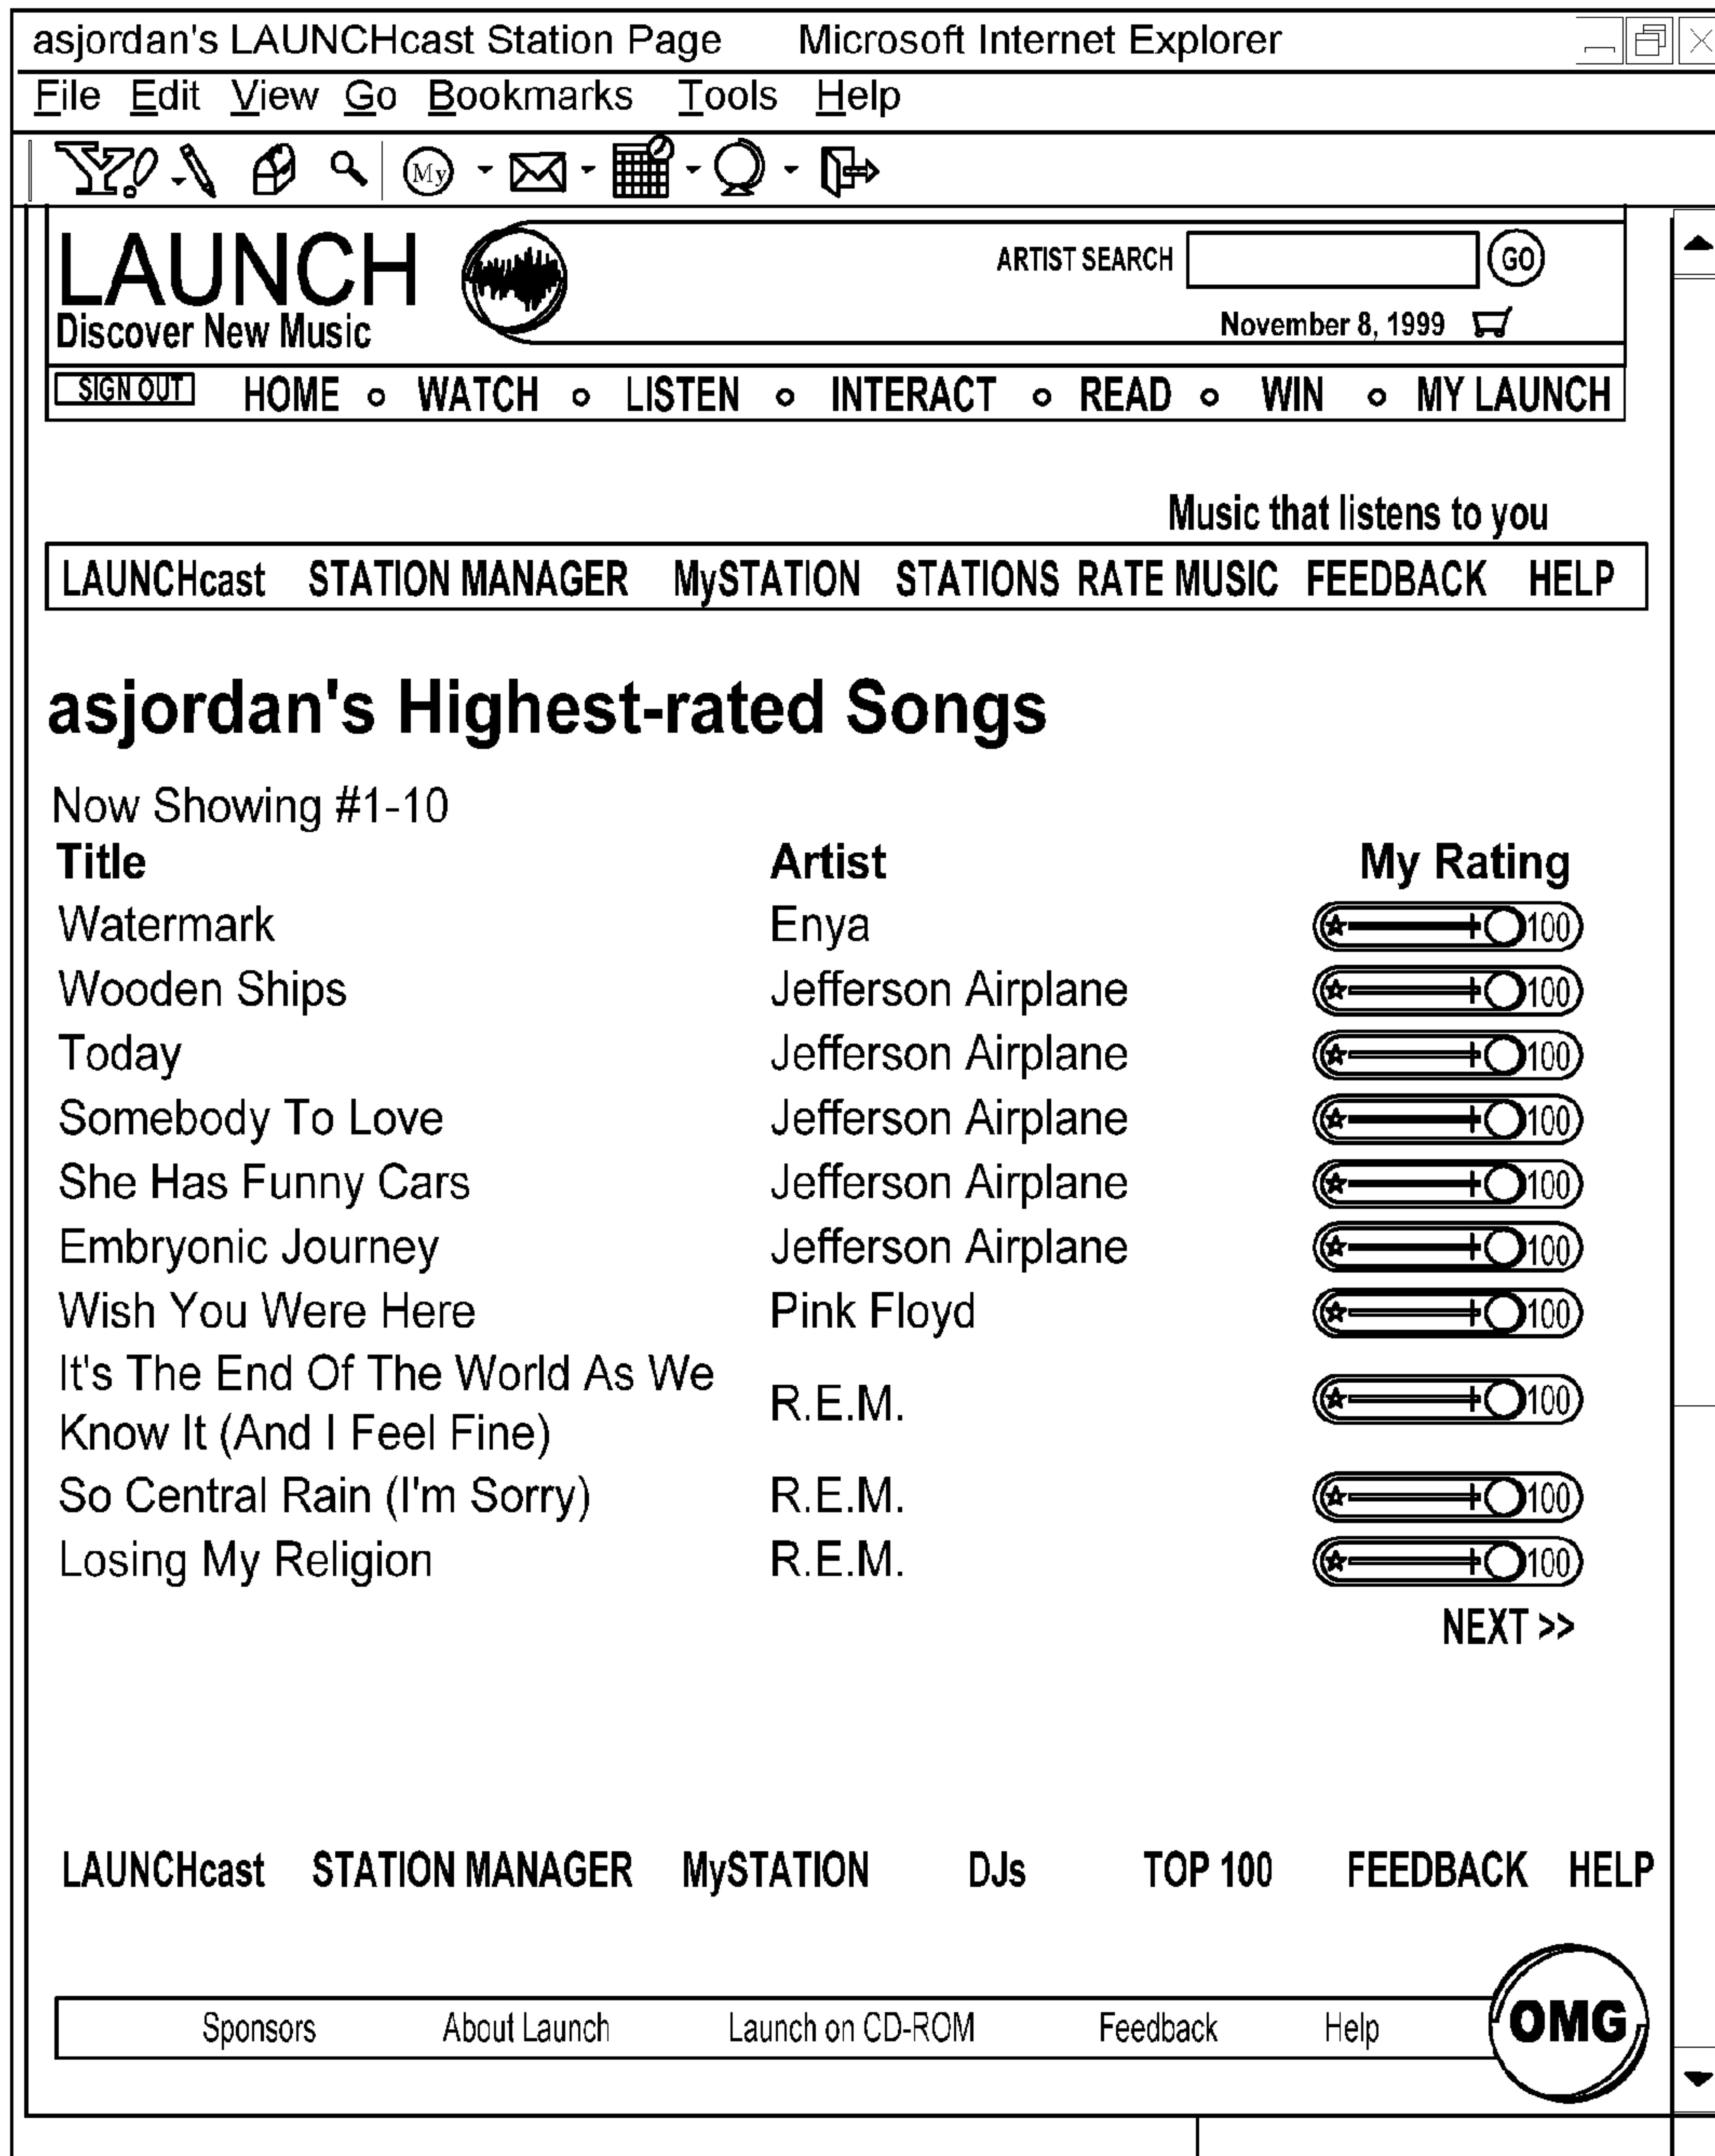 asjordan's LAUNCHcast Station Page Microsoft Internet Explorer
File Edit View Go Bookmarks Tools Help
Y! My
LAUNCH
Discover New Music
ARTIST SEARCH GO
November 8, 1999
SIGN OUT HOME WATCH LISTEN INTERACT READ WIN MY LAUNCH
Music that listens to you
LAUNCHcast STATION MANAGER MySTATION STATIONS RATE MUSIC FEEDBACK HELP
asjordan's Highest-rated Songs
Now Showing #1-10
Title Artist My Rating
Watermark Enya 100
Wooden Ships Jefferson Airplane 100
Today Jefferson Airplane 100
Somebody To Love Jefferson Airplane 100
She Has Funny Cars Jefferson Airplane 100
Embryonic Journey Jefferson Airplane 100
Wish You Were Here Pink Floyd 100
It's The End Of The World As We
Know It (And I Feel Fine) R.E.M. 100
So Central Rain (I'm Sorry) R.E.M. 100
Losing My Religion R.E.M. 100
NEXT >>
LAUNCHcast STATION MANAGER MySTATION DJs TOP 100 FEEDBACK HELP
Sponsors About Launch Launch on CD-ROM Feedback Help OMG